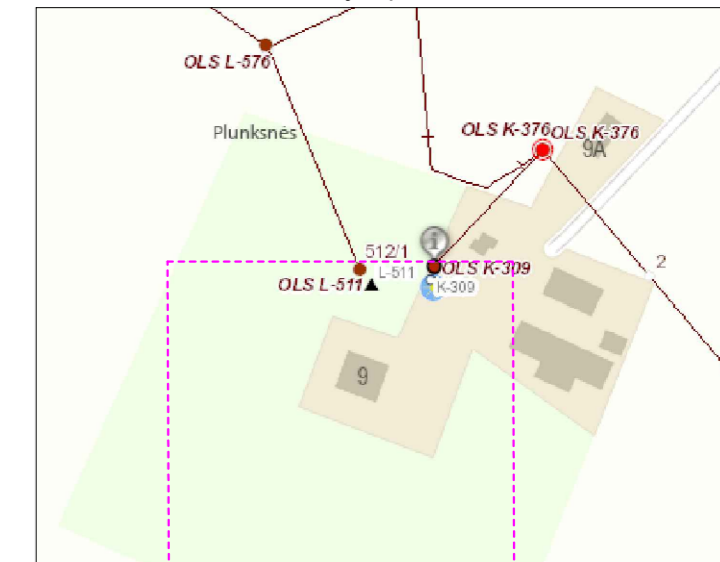 OLS L-576
Plunksnės
OLS K-376
OLS K-376
9A
512/1
L-511
OLS L-511
OLS K-309
K-309
2
9